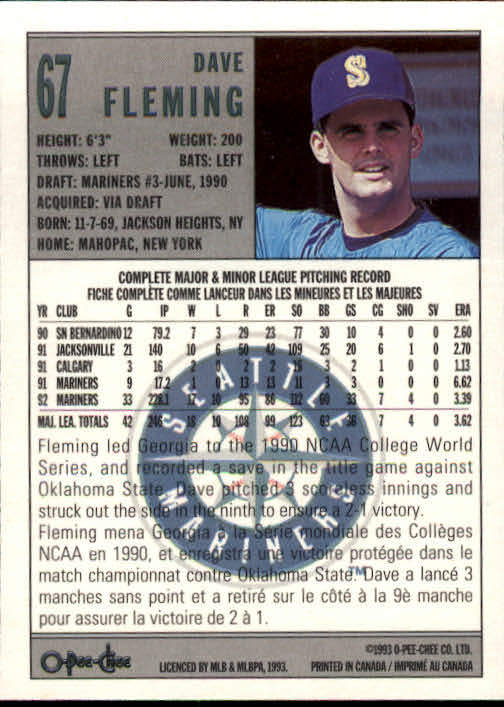 67
DAVE
FLEMING
S
HEIGHT: 6'3" WEIGHT: 200
THROWS: LEFT BATS: LEFT
DRAFT: MARINERS #3-JUNE, 1990
ACQUIRED: VIA DRAFT
BORN: 11-7-69, JACKSON HEIGHTS, NY
HOME: MAHOPAC, NEW YORK
COMPLETE MAJOR & MINOR LEAGUE PITCHING RECORD
FICHE COMPLÈTE COMME LANCEUR DANS LES MINEURES ET LES MAJEURES
YR CLUB G IP W L R ER SO BB GS CG SHO SV ERA
90 SN BERNARDINO 12 79.2 7 3 29 23 77 30 10 4 0 0 2.60
91 JACKSONVILLE 21 140 10 6 50 42 109 25 20 6 1 0 2.70
91 CALGARY 3 16 2 0 2 2 16 3 2 1 0 0 1.13
91 MARINERS 9 17.2 1 0 13 13 11 3 3 0 0 0 6.62
92 MARINERS 33 228.1 17 10 95 86 112 60 33 7 4 0 3.39
MAJ. LEA. TOTALS 42 246 18 10 108 99 123 63 36 7 4 0 3.62
SEATTLE
MARINERS
TM
Fleming led Georgia to the 1990 NCAA College World
Series, and recorded a save in the title game against
Oklahoma State. Dave pitched 3 scoreless innings and
struck out the side in the ninth to ensure a 2-1 victory.
Fleming mena Georgia à la Série mondiale des Collèges
NCAA en 1990, et enregistra une victoire protégée dans le
match championnat contre Oklahoma State. Dave a lancé 3
manches sans point et a retiré sur le côté à la 9è manche
pour assurer la victoire de 2 à 1.
O-Pee-Chee
LICENCED BY MLB & MLBPA, 1993.
©1993 O-PEE-CHEE CO. LTD.
PRINTED IN CANADA / IMPRIMÉ AU CANADA